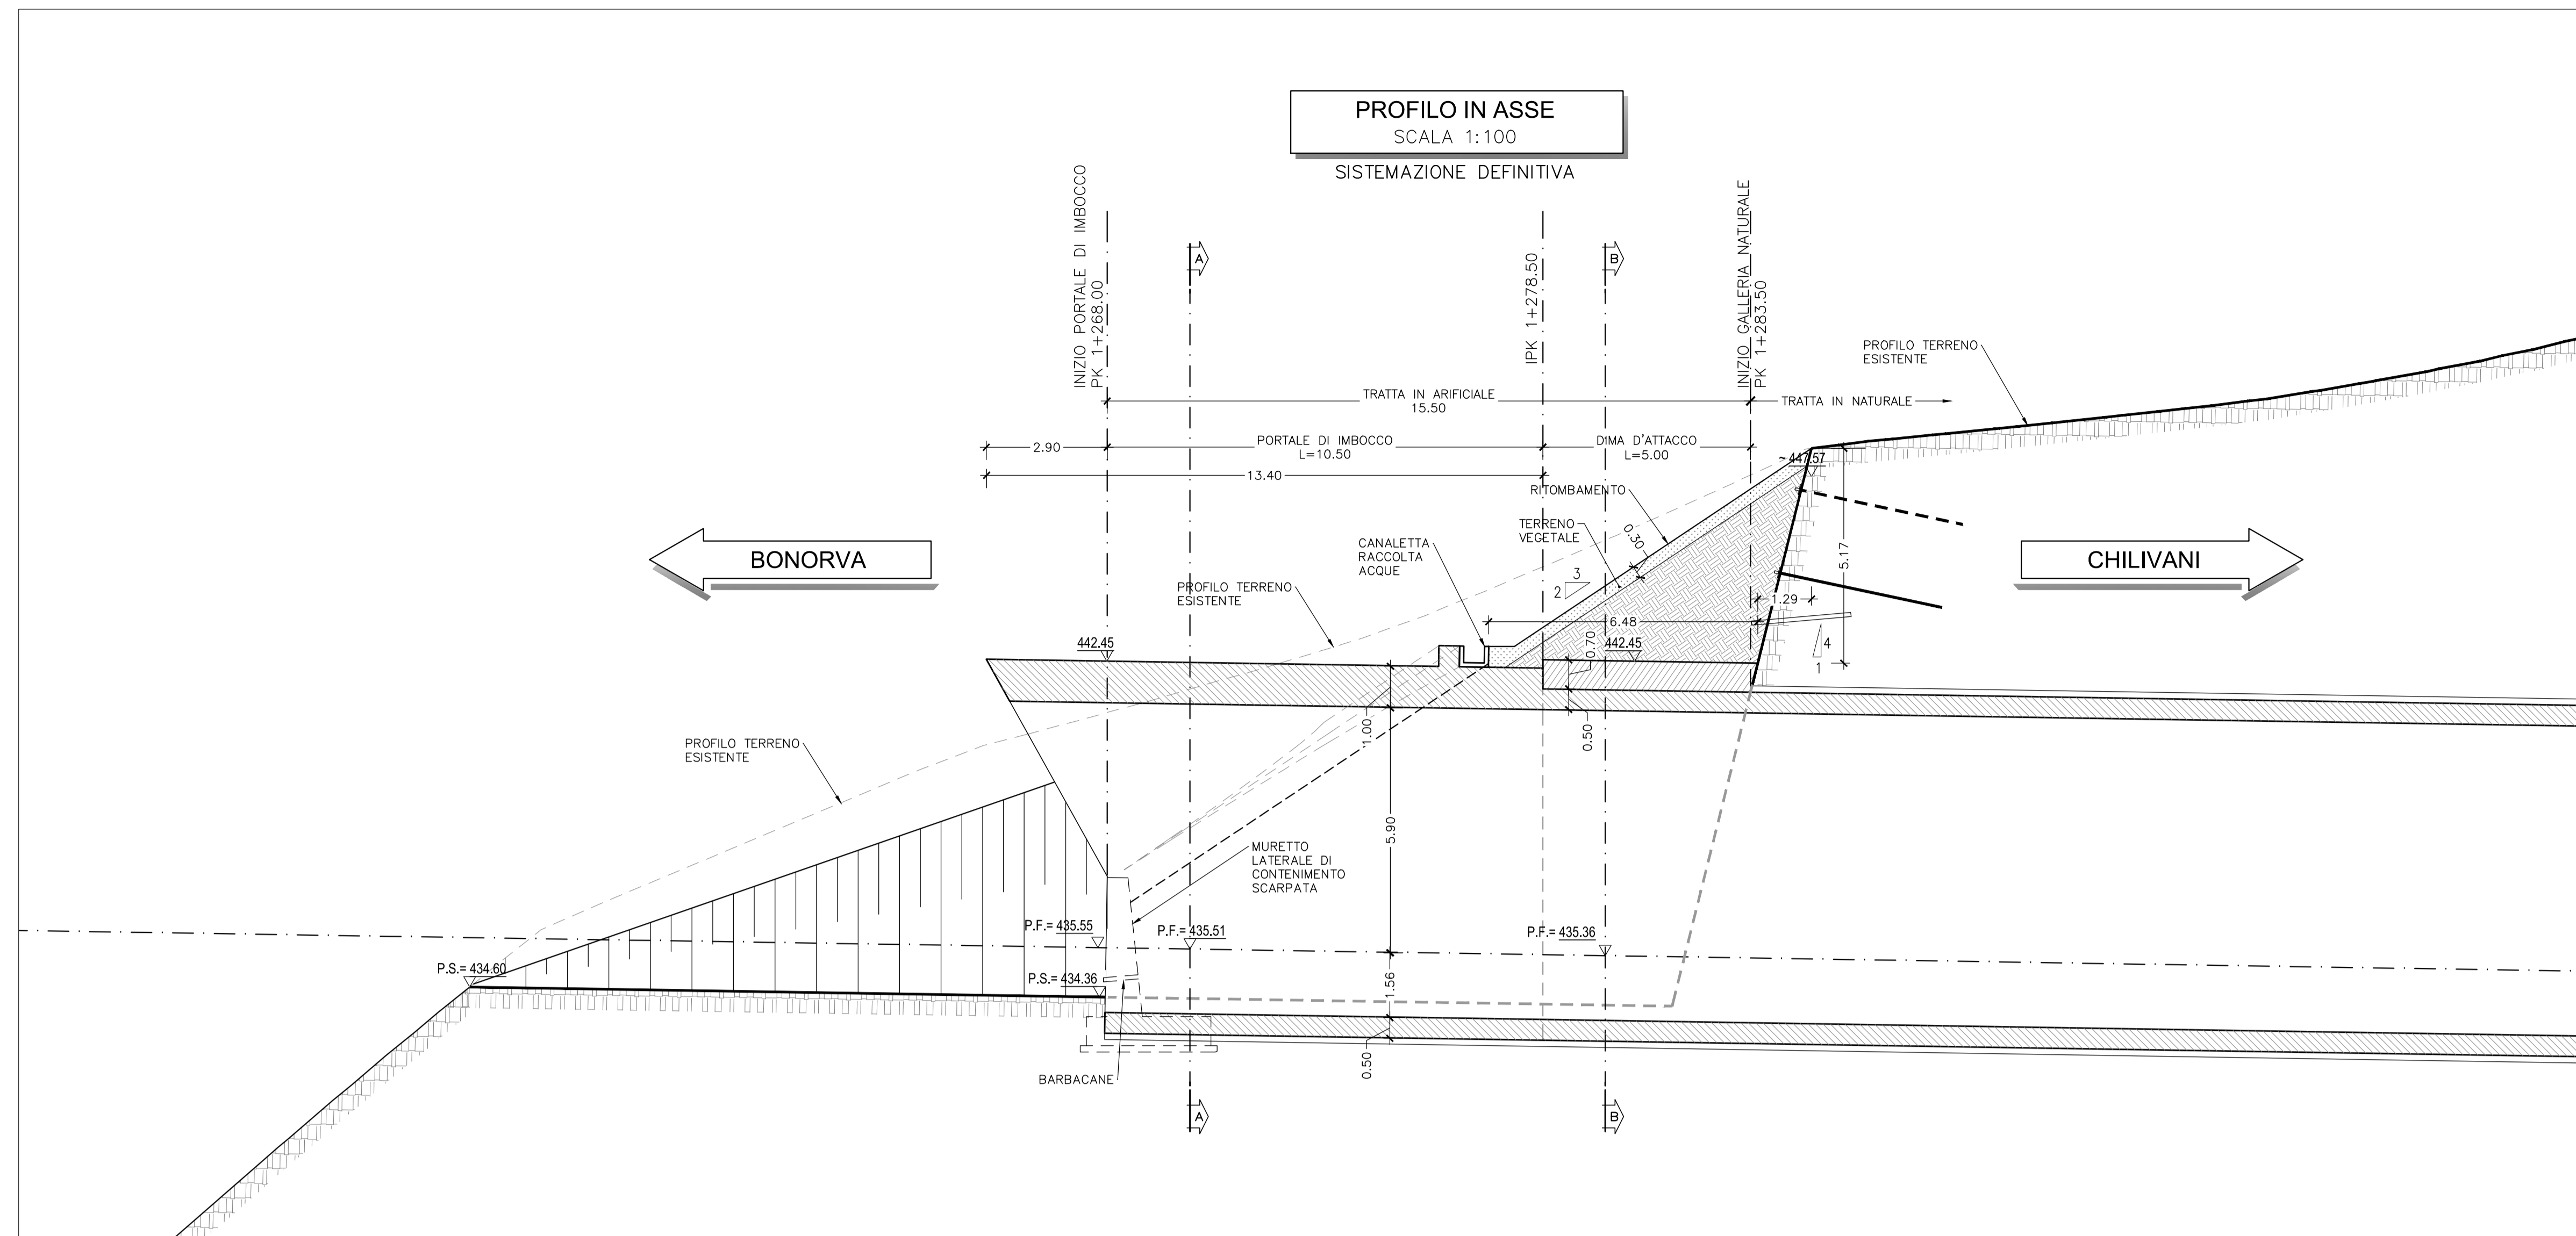 PROFILO IN ASSE
SCALA 1:100
SISTEMAZIONE DEFINITIVA
INIZIO PORTALE DI IMBOCCO
PK 1+268.00
IPK 1+278.50
INIZIO GALLERIA NATURALE
PK 1+283.50
A
B
PROFILO TERRENO
ESISTENTE
TRATTA IN ARIFICIALE
15.50
TRATTA IN NATURALE
2.90
PORTALE DI IMBOCCO
L=10.50
DIMA D'ATTACCO
L=5.00
13.40
~ 447.57
RITOMBAMENTO
TERRENO
VEGETALE
0.30
CANALETTA
RACCOLTA
ACQUE
3
2
5.17
BONORVA
CHILIVANI
PROFILO TERRENO
ESISTENTE
1.29
6.48
442.45
0.70
442.45
4
1
1.00
0.50
PROFILO TERRENO
ESISTENTE
5.90
MURETTO
LATERALE DI
CONTENIMENTO
SCARPATA
P.F.= 435.55
P.F.= 435.51
P.F.= 435.36
P.S.= 434.60
P.S.= 434.36
1.56
0.50
BARBACANE
A
B